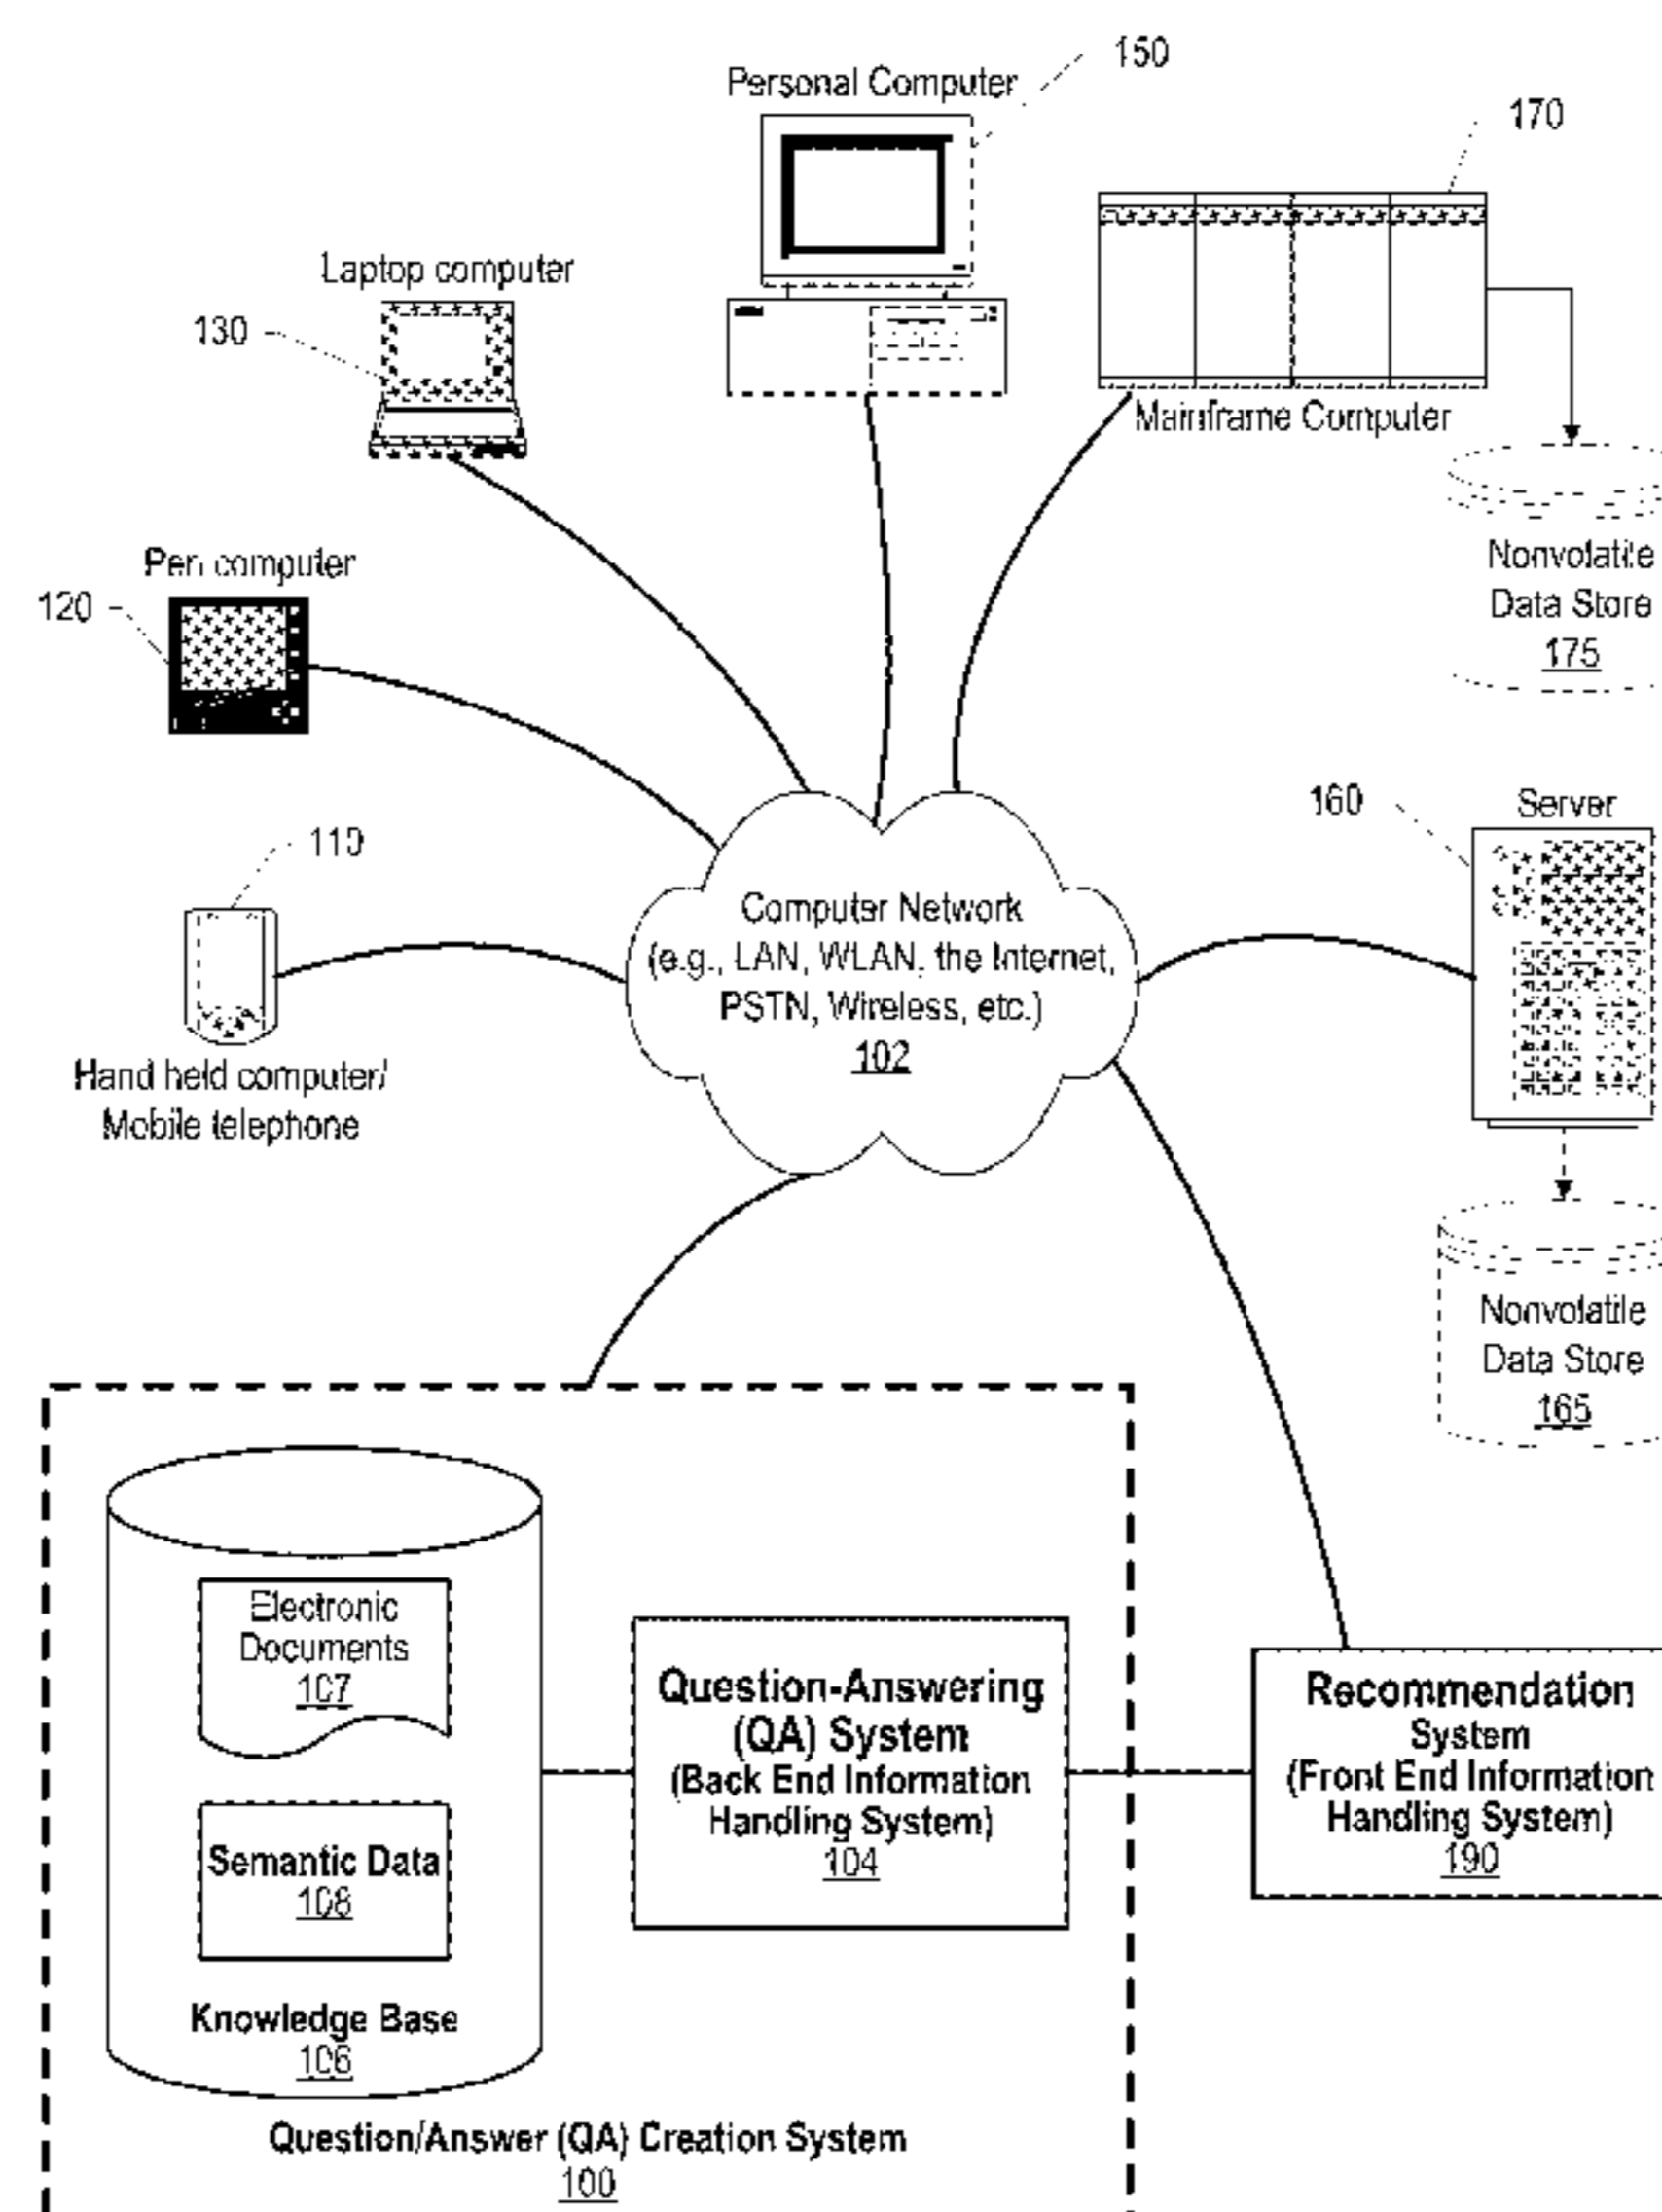 150
Personal Computer
170
Laptop computer
130
Mainframe Computer
Pen computer
120
Nonvolatile
Data Store
175
160
Server
110
Computer Network
(e.g., LAN, WLAN, the Internet,
PSTN, Wireless, etc.)
102
Hand held computer/
Mobile telephone
Nonvolatile
Data Store
165
Electronic
Documents
107
Question-Answering
(QA) System
(Back End Information
Handling System)
104
Recommendation
System
(Front End Information
Handling System)
190
Semantic Data
108
Knowledge Base
106
Question/Answer (QA) Creation System
100